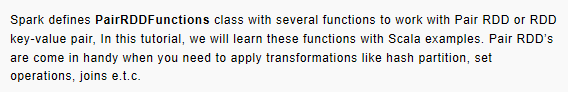 Spark defines PairRDDFunctions class with several functions to work with Pair RDD or RDD
key-value pair, In this tutorial, we will learn these functions with Scala examples. Pair RDD's
are come in handy when you need to apply transformations like hash partition, set
operations, joins e.t.c.